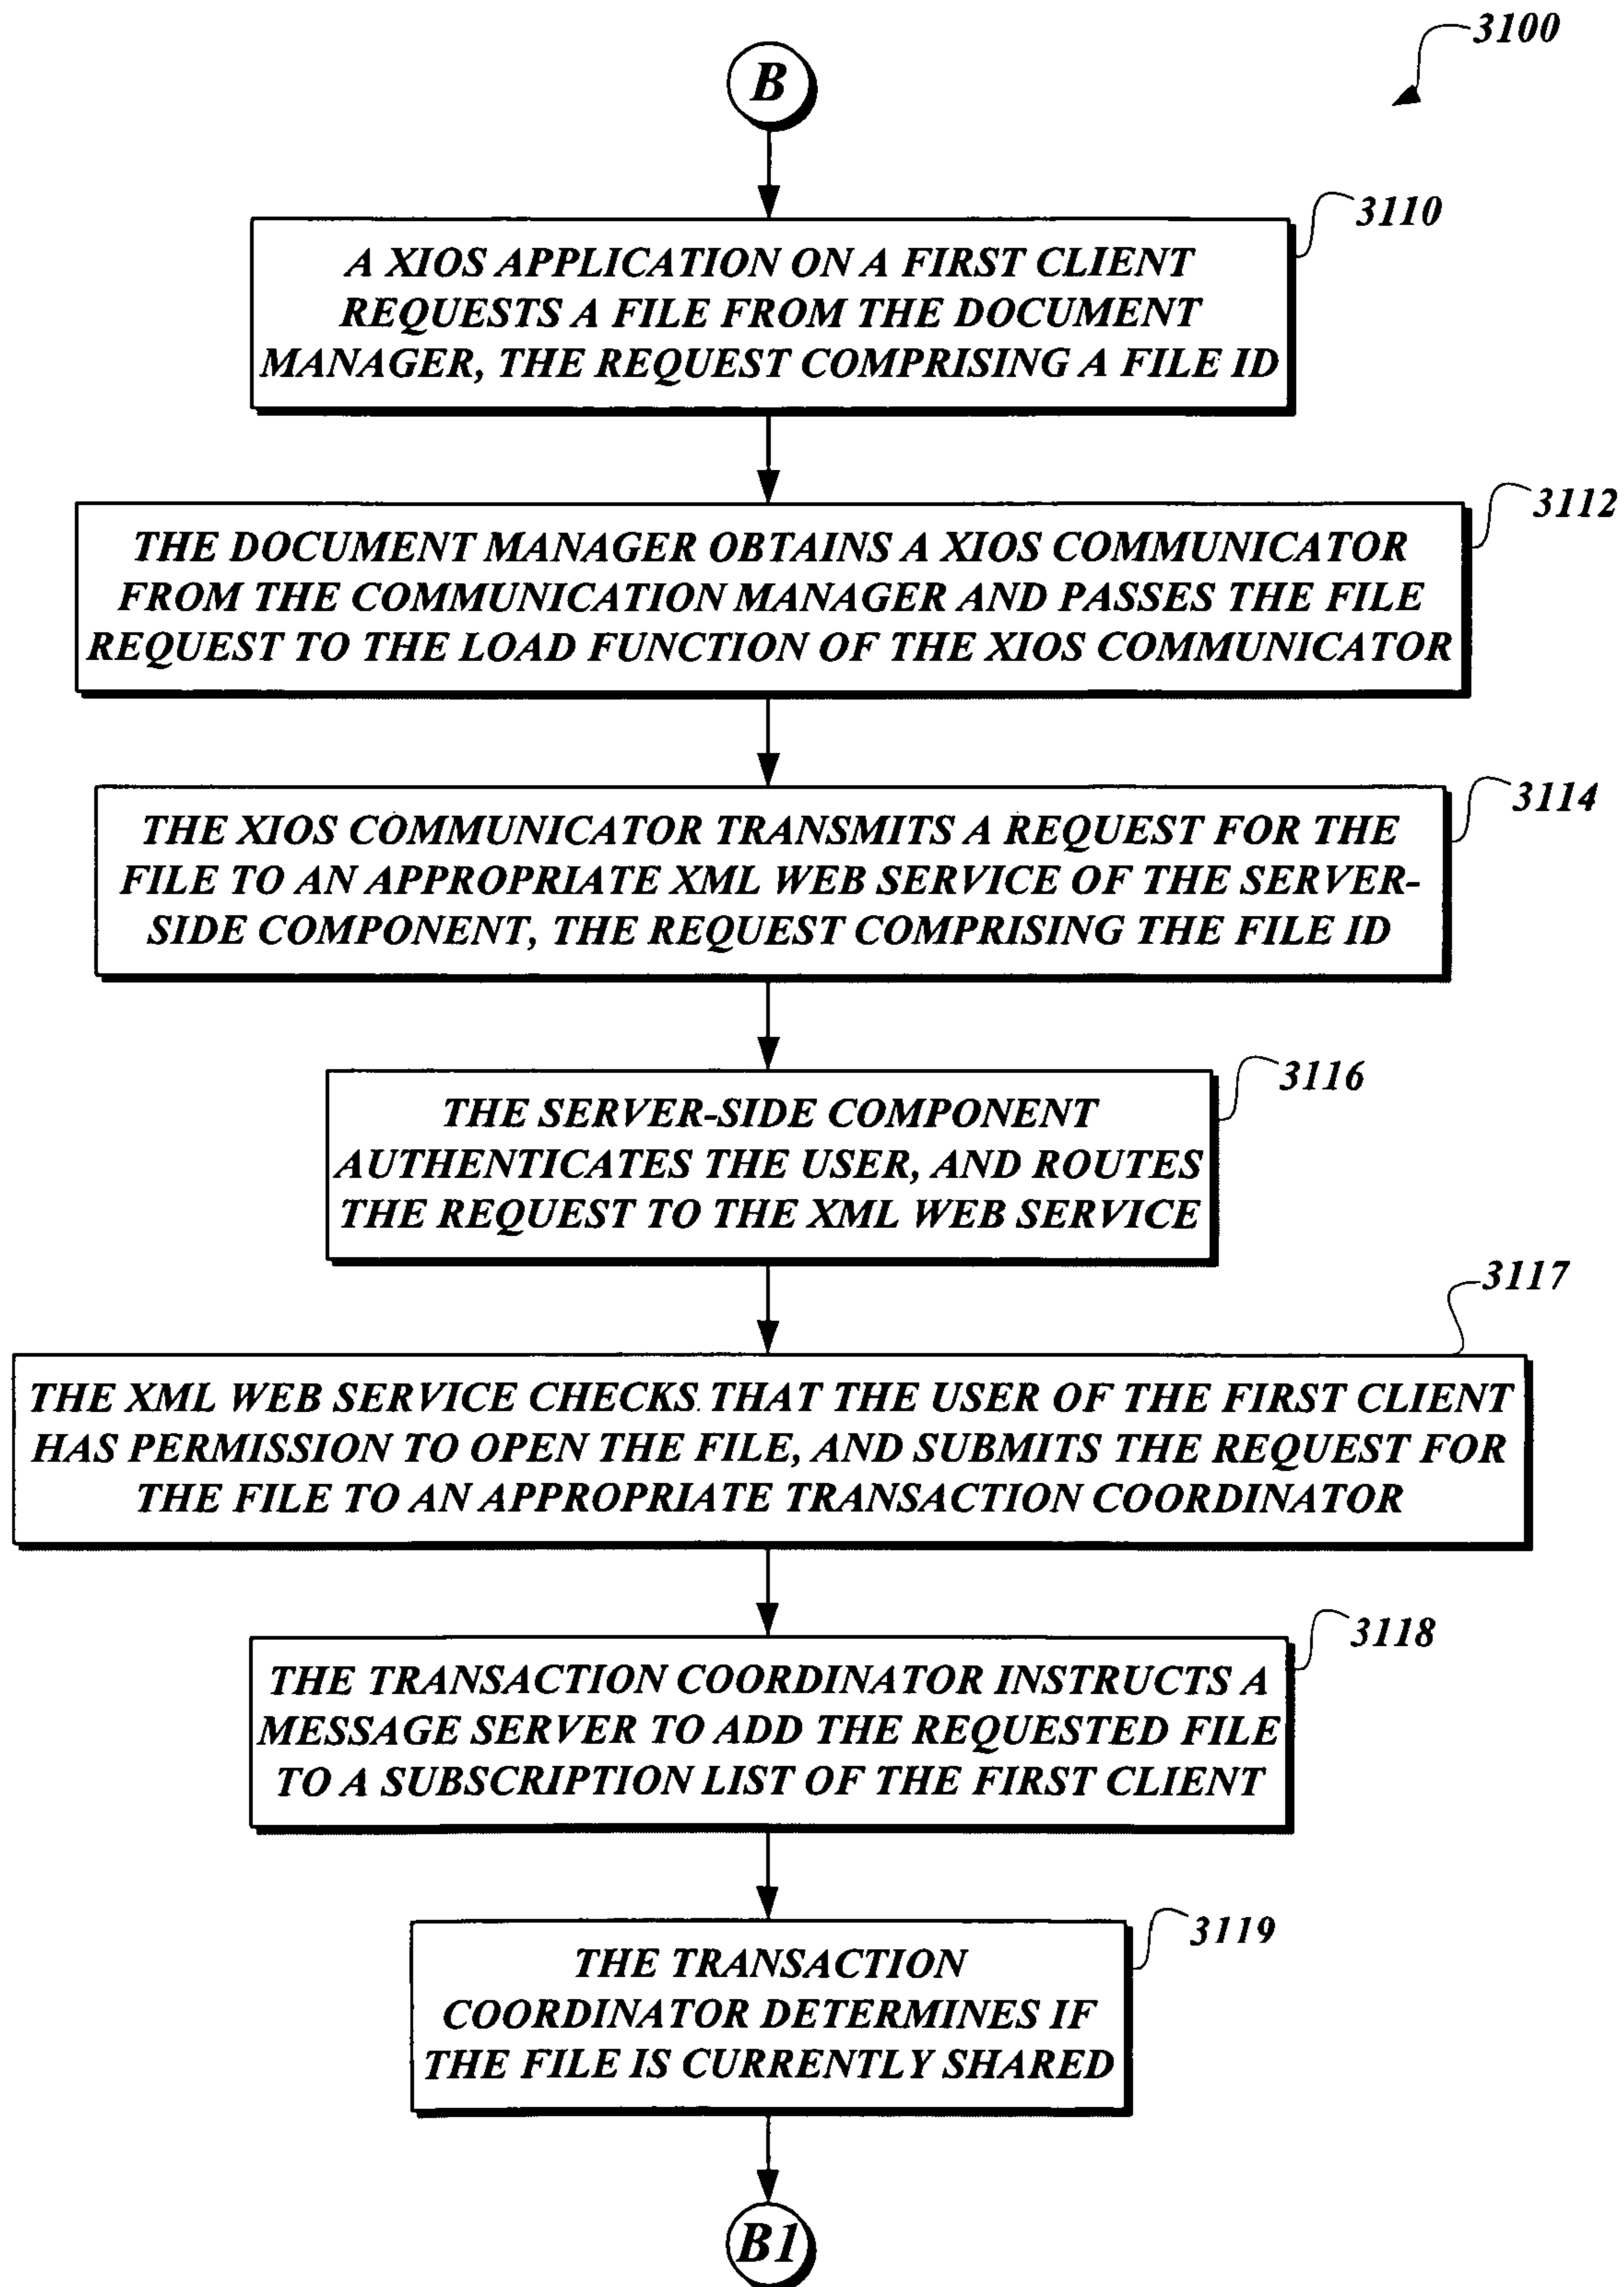 3100
B
3110
A XIOS APPLICATION ON A FIRST CLIENT
REQUESTS A FILE FROM THE DOCUMENT
MANAGER, THE REQUEST COMPRISING A FILE ID
3112
THE DOCUMENT MANAGER OBTAINS A XIOS COMMUNICATOR
FROM THE COMMUNICATION MANAGER AND PASSES THE FILE
REQUEST TO THE LOAD FUNCTION OF THE XIOS COMMUNICATOR
3114
THE XIOS COMMUNICATOR TRANSMITS A REQUEST FOR THE
FILE TO AN APPROPRIATE XML WEB SERVICE OF THE SERVER-
SIDE COMPONENT, THE REQUEST COMPRISING THE FILE ID
3116
THE SERVER-SIDE COMPONENT
AUTHENTICATES THE USER, AND ROUTES
THE REQUEST TO THE XML WEB SERVICE
3117
THE XML WEB SERVICE CHECKS THAT THE USER OF THE FIRST CLIENT
HAS PERMISSION TO OPEN THE FILE, AND SUBMITS THE REQUEST FOR
THE FILE TO AN APPROPRIATE TRANSACTION COORDINATOR
3118
THE TRANSACTION COORDINATOR INSTRUCTS A
MESSAGE SERVER TO ADD THE REQUESTED FILE
TO A SUBSCRIPTION LIST OF THE FIRST CLIENT
3119
THE TRANSACTION
COORDINATOR DETERMINES IF
THE FILE IS CURRENTLY SHARED
B1